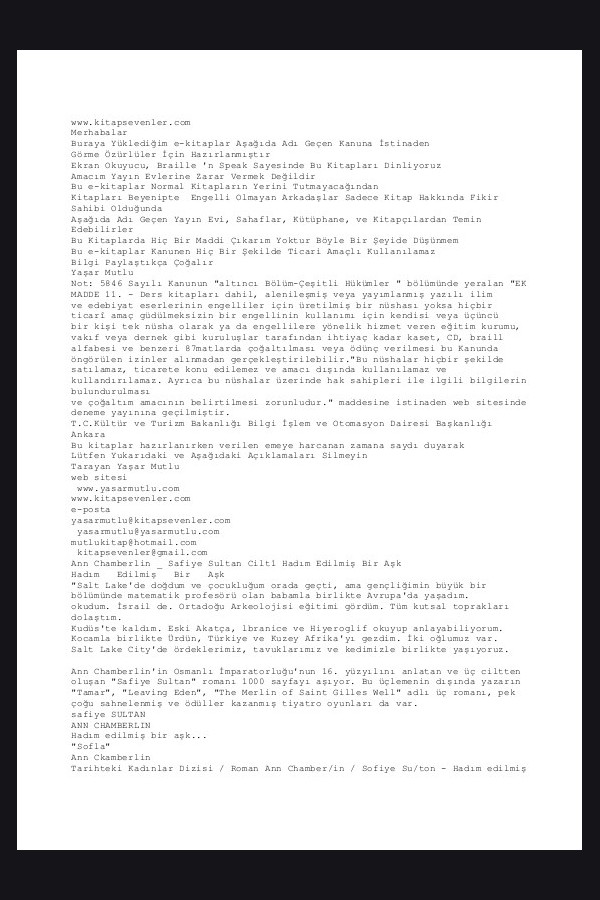 www.kitapsevenler.com
Merhabalar
Buraya Yüklediğim e-kitaplar Aşağıda Adı Geçen Kanuna İstinaden
Görme Özürlüler İçin Hazırlanmıştır
Ekran Okuyucu, Braille 'n Speak Sayesinde Bu Kitapları Dinliyoruz
Amacım Yayın Evlerine Zarar Vermek Değildir
Bu e-kitaplar Normal Kitapların Yerini Tutmayacağından
Kitapları Beyenipte  Engelli Olmayan Arkadaşlar Sadece Kitap Hakkında Fikir
Sahibi Olduğunda
Aşağıda Adı Geçen Yayın Evi, Sahaflar, Kütüphane, ve Kitapçılardan Temin
Edebilirler
Bu Kitaplarda Hiç Bir Maddi Çıkarım Yoktur Böyle Bir Şeyide Düşünmem
Bu e-kitaplar Kanunen Hiç Bir Şekilde Ticari Amaçlı Kullanılamaz
Bilgi Paylaştıkça Çoğalır
Yaşar Mutlu
Not: 5846 Sayılı Kanunun "altıncı Bölüm-Çeşitli Hükümler " bölümünde yeralan "EK
MADDE 11. - Ders kitapları dahil, alenileşmiş veya yayımlanmış yazılı ilim
ve edebiyat eserlerinin engelliler için üretilmiş bir nüshası yoksa hiçbir
ticarî amaç güdülmeksizin bir engellinin kullanımı için kendisi veya üçüncü
bir kişi tek nüsha olarak ya da engellilere yönelik hizmet veren eğitim kurumu,
vakıf veya dernek gibi kuruluşlar tarafından ihtiyaç kadar kaset, CD, braill
alfabesi ve benzeri 87matlarda çoğaltılması veya ödünç verilmesi bu Kanunda
öngörülen izinler alınmadan gerçekleştirilebilir."Bu nüshalar hiçbir şekilde
satılamaz, ticarete konu edilemez ve amacı dışında kullanılamaz ve
kullandırılamaz. Ayrıca bu nüshalar üzerinde hak sahipleri ile ilgili bilgilerin
bulundurulması
ve çoğaltım amacının belirtilmesi zorunludur." maddesine istinaden web sitesinde
deneme yayınına geçilmiştir.
T.C.Kültür ve Turizm Bakanlığı Bilgi İşlem ve Otomasyon Dairesi Başkanlığı
Ankara
Bu kitaplar hazırlanırken verilen emeye harcanan zamana saydı duyarak
Lütfen Yukarıdaki ve Aşağıdaki Açıklamaları Silmeyin
Tarayan Yaşar Mutlu
web sitesi
www.yasarmutlu.com
www.kitapsevenler.com
e-posta
yasarmutlu@kitapsevenler.com
yasarmutlu@yasarmutlu.com
mutlukitap@hotmail.com
kitapsevenler@gmail.com
Ann Chamberlin _ Safiye Sultan Cilt1 Hadım Edilmiş Bir Aşk
Hadım   Edilmiş   Bir   Aşk
"Salt Lake'de doğdum ve çocukluğum orada geçti, ama gençliğimin büyük bir
bölümünde matematik profesörü olan babamla birlikte Avrupa'da yaşadım.
okudum. İsrail de. Ortadoğu Arkeolojisi eğitimi gördüm. Tüm kutsal toprakları
dolaştım.
Kudüs'te kaldım. Eski Akatça, lbranice ve Hiyeroglif okuyup anlayabiliyorum.
Kocamla birlikte Ürdün, Türkiye ve Kuzey Afrika'yı gezdim. İki oğlumuz var.
Salt Lake City'de ördeklerimiz, tavuklarımız ve kedimizle birlikte yaşıyoruz.
Ann Chamberlin'in Osmanlı İmparatorluğu'nun 16. yüzyılını anlatan ve üç ciltten
oluşan "Safiye Sultan" romanı 1000 sayfayı aşıyor. Bu üçlemenin dışında yazarın
"Tamar", "Leaving Eden", "The Merlin of Saint Gilles Well" adlı üç romanı, pek
çoğu sahnelenmiş ve ödüller kazanmış tiyatro oyunları da var.
safiye SULTAN
ANN CHAMBERLIN
Hadım edilmiş bir aşk...
"Sofla"
Ann Ckamberlin
Tarihteki Kadınlar Dizisi / Roman Ann Chamber/in / Sofiye Su/ton - Hadım edilmiş